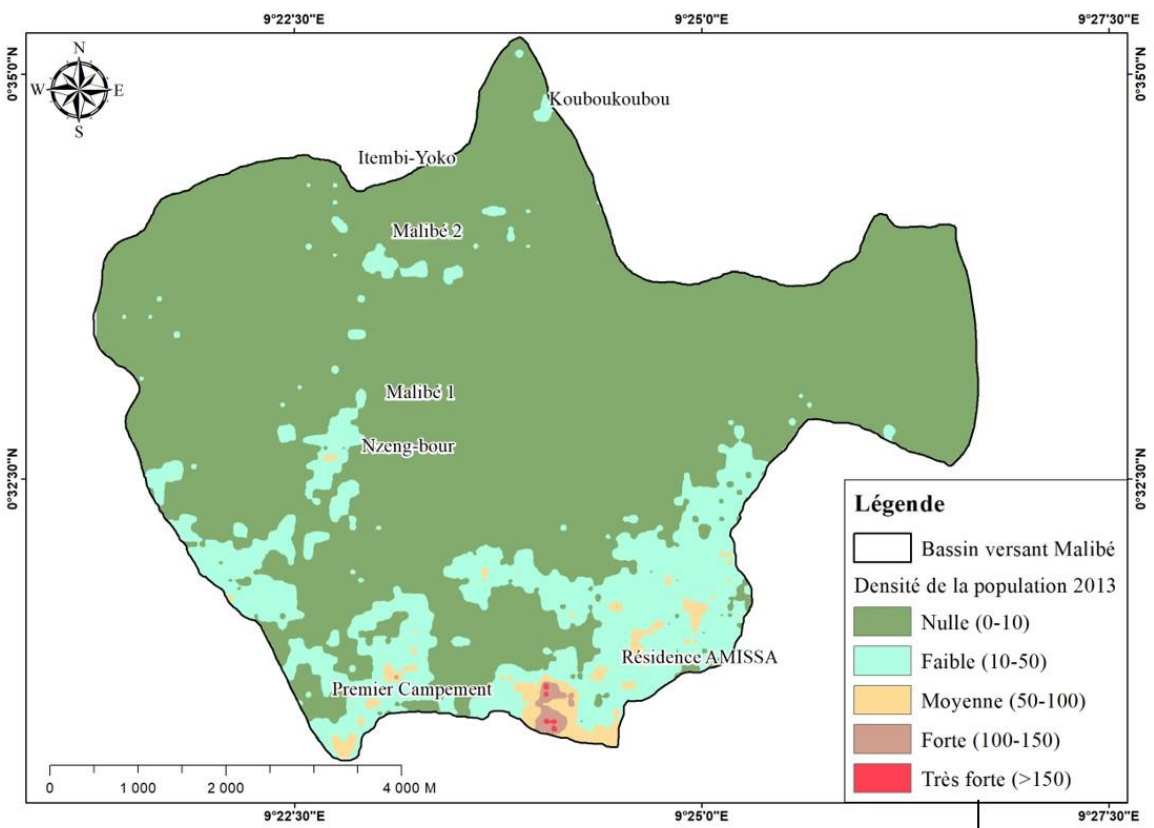 9°22'30"E
9°25'0"E
9°27'30"E
0°35'0"N
0°35'0"N
N
W
E
S
Kouboukoubou
Itembi-Yoko
Malibé 2
Malibé 1
Nzeng-bour
0°32'30"N
0°32'30"N
Légende
Bassin versant Malibé
Densité de la population 2013
Nulle (0-10)
Faible (10-50)
Moyenne (50-100)
Forte (100-150)
Très forte (>150)
Résidence AMISSA
Premier Campement
0 1 000 2 000 4 000 M
9°22'30"E
9°25'0"E
9°27'30"E